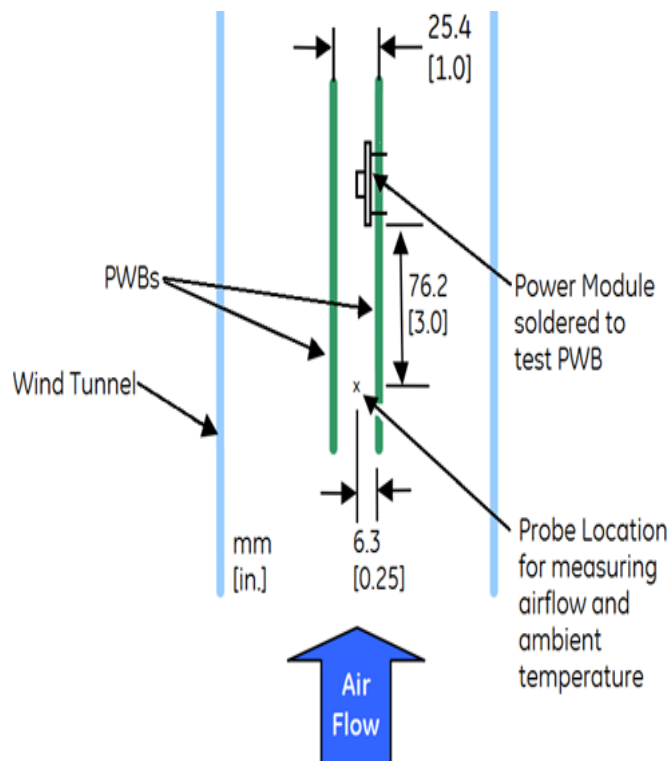 25.4
[1.0]
PWBs
76.2
[3.0]
Power Module
soldered to
test PWB
Wind Tunnel
x
mm
[in.]
6.3
[0.25]
Probe Location
for measuring
airflow and
ambient
temperature
Air
Flow